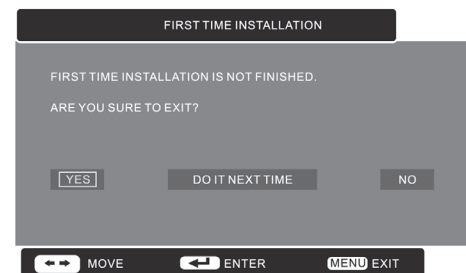 FIRST TIME INSTALLATION
FIRST TIME INSTALLATION IS NOT FINISHED.
ARE YOU SURE TO EXIT?
YES DO IT NEXT TIME NO
MOVE ENTER MENU EXIT